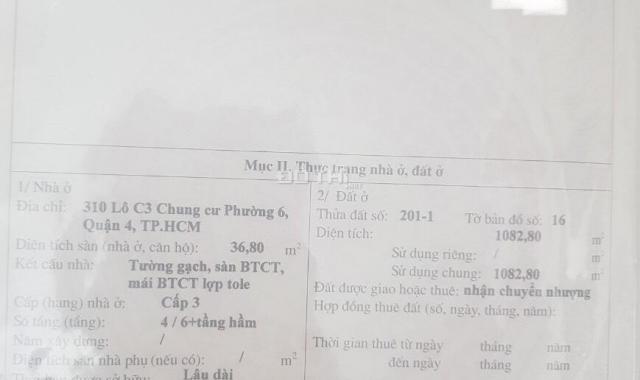 Mục II. Thực trạng nhà ở, đất ở
1/ Nhà ở
Địa chỉ: 310 Lô C3 Chung cư Phường 6,
Quận 4, TP.HCM
Diện tích sàn (nhà ở, căn hộ): 36,80 m²
Kết cấu nhà: Tường gạch, sàn BTCT,
mái BTCT lợp tole
Cấp (hạng) nhà ở: Cấp 3
Số tầng (tầng): 4 / 6+tầng hầm
Năm xây dựng: /
Diện tích sàn nhà phụ (nếu có): / m²
Lâu dài
2/ Đất ở
Thửa đất số: 201-1 Tờ bản đồ số: 16
Diện tích: 1082,80 m²
Sử dụng riêng: / m²
Sử dụng chung: 1082,80 m²
Đất được giao hoặc thuê: nhận chuyển nhượng
Hợp đồng thuê đất (số, ngày, tháng, năm):
Thời gian thuê từ ngày tháng năm
đến ngày tháng năm